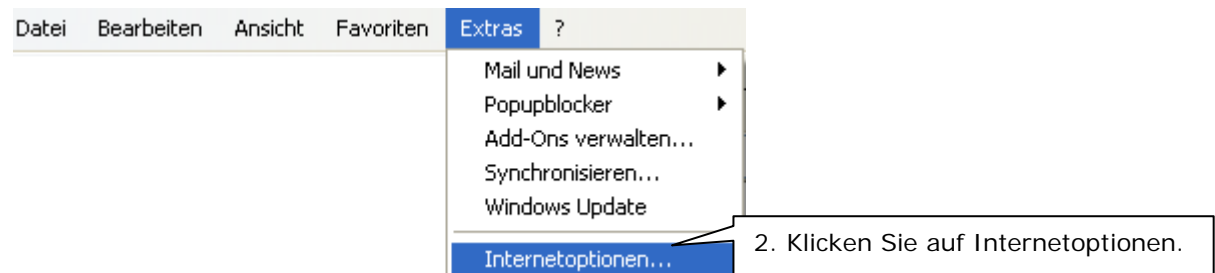 Datei Bearbeiten Ansicht Favoriten Extras ?
Mail und News
Popupblocker
Add-Ons verwalten...
Synchronisieren...
Windows Update
Internetoptionen...
2. Klicken Sie auf Internetoptionen.